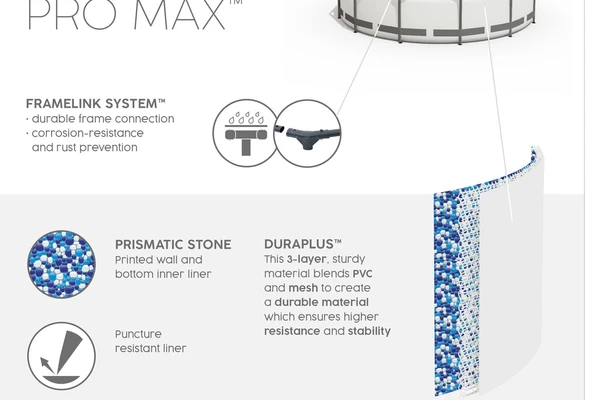 PRO MAX™
FRAMELINK SYSTEM™
• durable frame connection
• corrosion-resistance
and rust prevention
PRISMATIC STONE
Printed wall and
bottom inner liner
DURAPLUS™
This 3-layer, sturdy
material blends PVC
and mesh to create
a durable material
which ensures higher
resistance and stability
Puncture
resistant liner